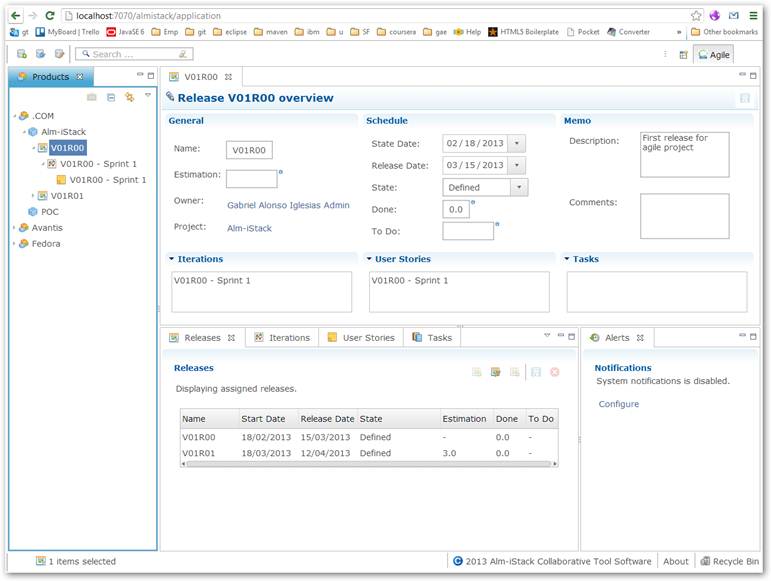 localhost:7070/almistack/application
gt MyBoard | Trello JavaSE 6 Emp git eclipse maven ibm u SF coursera gae Help HTML5 Boilerplate Pocket Converter » Other bookmarks
Search ... Agile
Products V01R00
Release V01R00 overview
General Schedule Memo
Name: V01R00 State Date: 02 / 18 / 2013 Description: First release for
agile project
Estimation: Release Date: 03 / 15 / 2013
State: Defined
Owner: Gabriel Alonso Iglesias Admin Done: 0.0 Comments:
Project: Alm-iStack To Do:
.COM
Alm-iStack
V01R00
V01R00 - Sprint 1
V01R00 - Sprint 1
V01R01
POC
Avantis
Fedora
Iterations User Stories Tasks
V01R00 - Sprint 1 V01R00 - Sprint 1
Releases Iterations User Stories Tasks Alerts
Releases
Displaying assigned releases.
Name Start Date Release Date State Estimation Done To Do
V01R00 18/02/2013 15/03/2013 Defined - 0.0 -
V01R01 18/03/2013 12/04/2013 Defined 3.0 0.0 -
Notifications
System notifications is disabled.
Configure
1 items selected © 2013 Alm-iStack Collaborative Tool Software About Recycle Bin